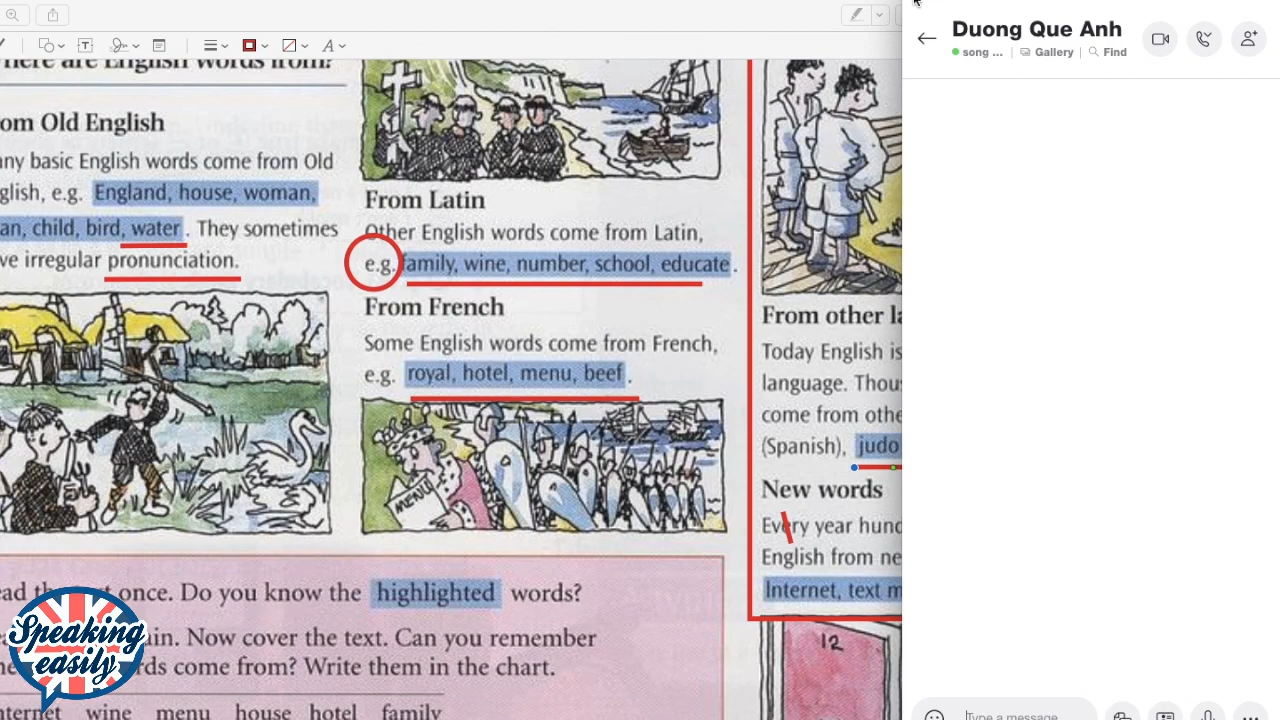 here are English words from?
om Old English
any basic English words come from Old
glish, e.g. England, house, woman,
an, child, bird, water. They sometimes
ve irregular pronunciation.
From Latin
Other English words come from Latin,
e.g. family, wine, number, school, educate.
From French
Some English words come from French,
e.g. royal, hotel, menu, beef.
MENU
From other la
Today English is
language. Thou
come from othe
(Spanish), judo
New words
Every year hund
English from ne
Internet, text m
12
ead the text once. Do you know the highlighted words?
ain. Now cover the text. Can you remember
rds come from? Write them in the chart.
nternet wine menu house hotel family
Speaking
easily
Duong Que Anh
song ... | Gallery | Find
Type a message